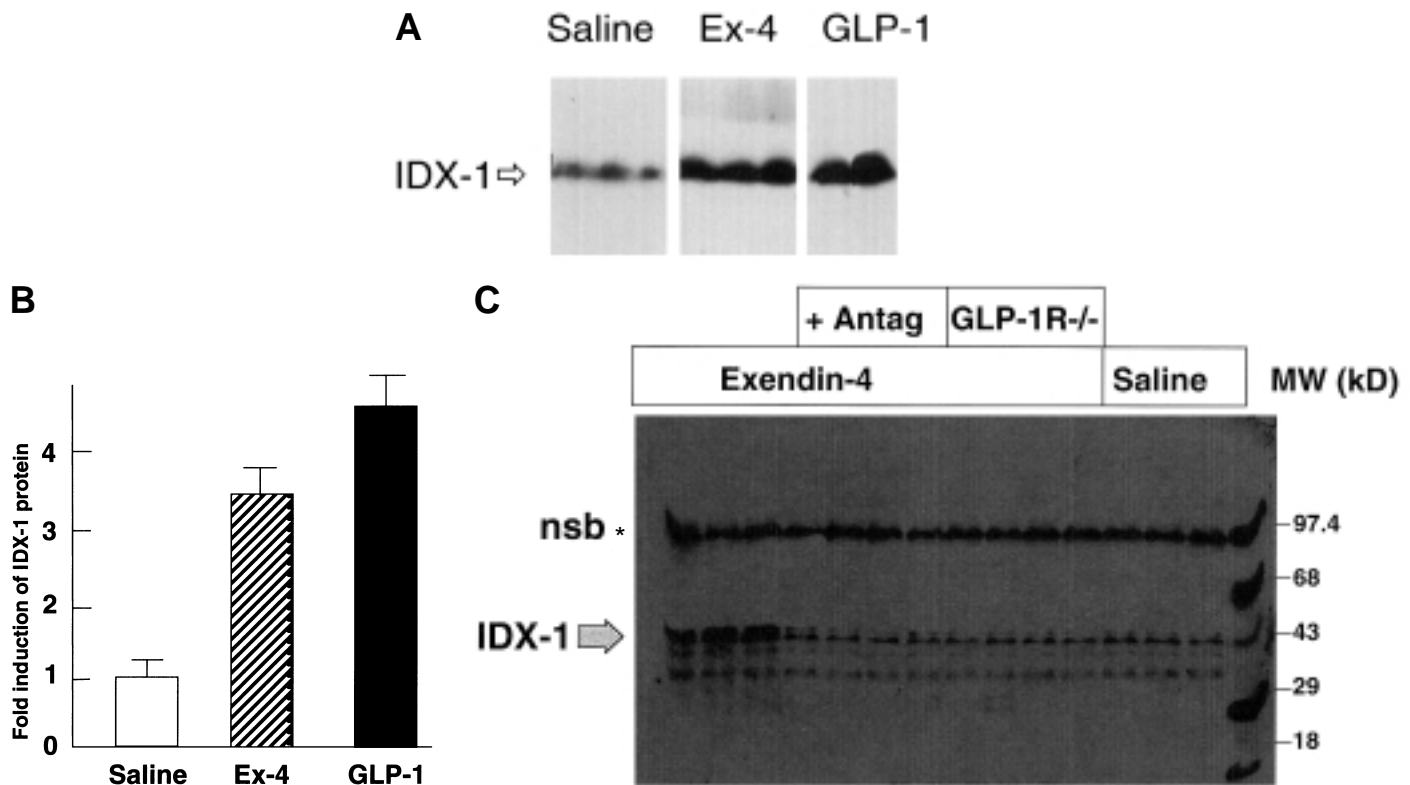 A
Saline Ex-4 GLP-1
IDX-1
B
Fold induction of IDX-1 protein
4
3
2
1
0
Saline Ex-4 GLP-1
C
+ Antag GLP-1R-/-
Exendin-4 Saline MW (kD)
nsb *
97.4
68
IDX-1
43
29
18